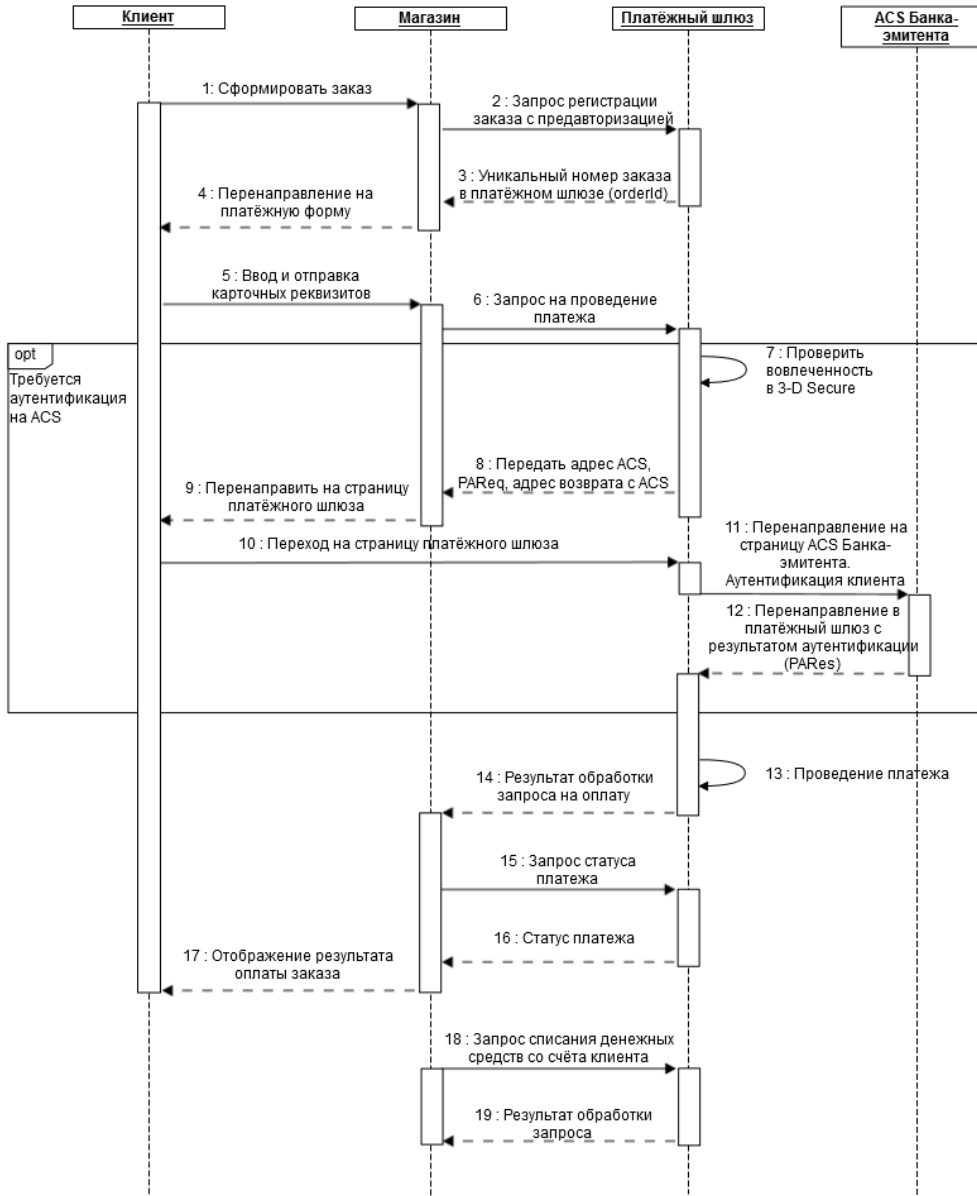 Клиент
Магазин
Платёжный шлюз
ACS Банка-
эмитента
1: Сформировать заказ
2 : Запрос регистрации
заказа с предавторизацией
3 : Уникальный номер заказа
в платёжном шлюзе (orderId)
4 : Перенаправление на
платёжную форму
5 : Ввод и отправка
карточных реквизитов
6 : Запрос на проведение
платежа
opt
Требуется
аутентификация
на ACS
7 : Проверить
вовлеченность
в 3-D Secure
8 : Передать адрес ACS,
PAReq, адрес возврата с ACS
9 : Перенаправить на страницу
платёжного шлюза
10 : Переход на страницу платёжного шлюза
11 : Перенаправление на
страницу ACS Банка-
эмитента.
Аутентификация клиента
12 : Перенаправление в
платёжный шлюз с
результатом аутентификации
(PARes)
13 : Проведение платежа
14 : Результат обработки
запроса на оплату
15 : Запрос статуса
платежа
16 : Статус платежа
17 : Отображение результата
оплаты заказа
18 : Запрос списания денежных
средств со счёта клиента
19 : Результат обработки
запроса